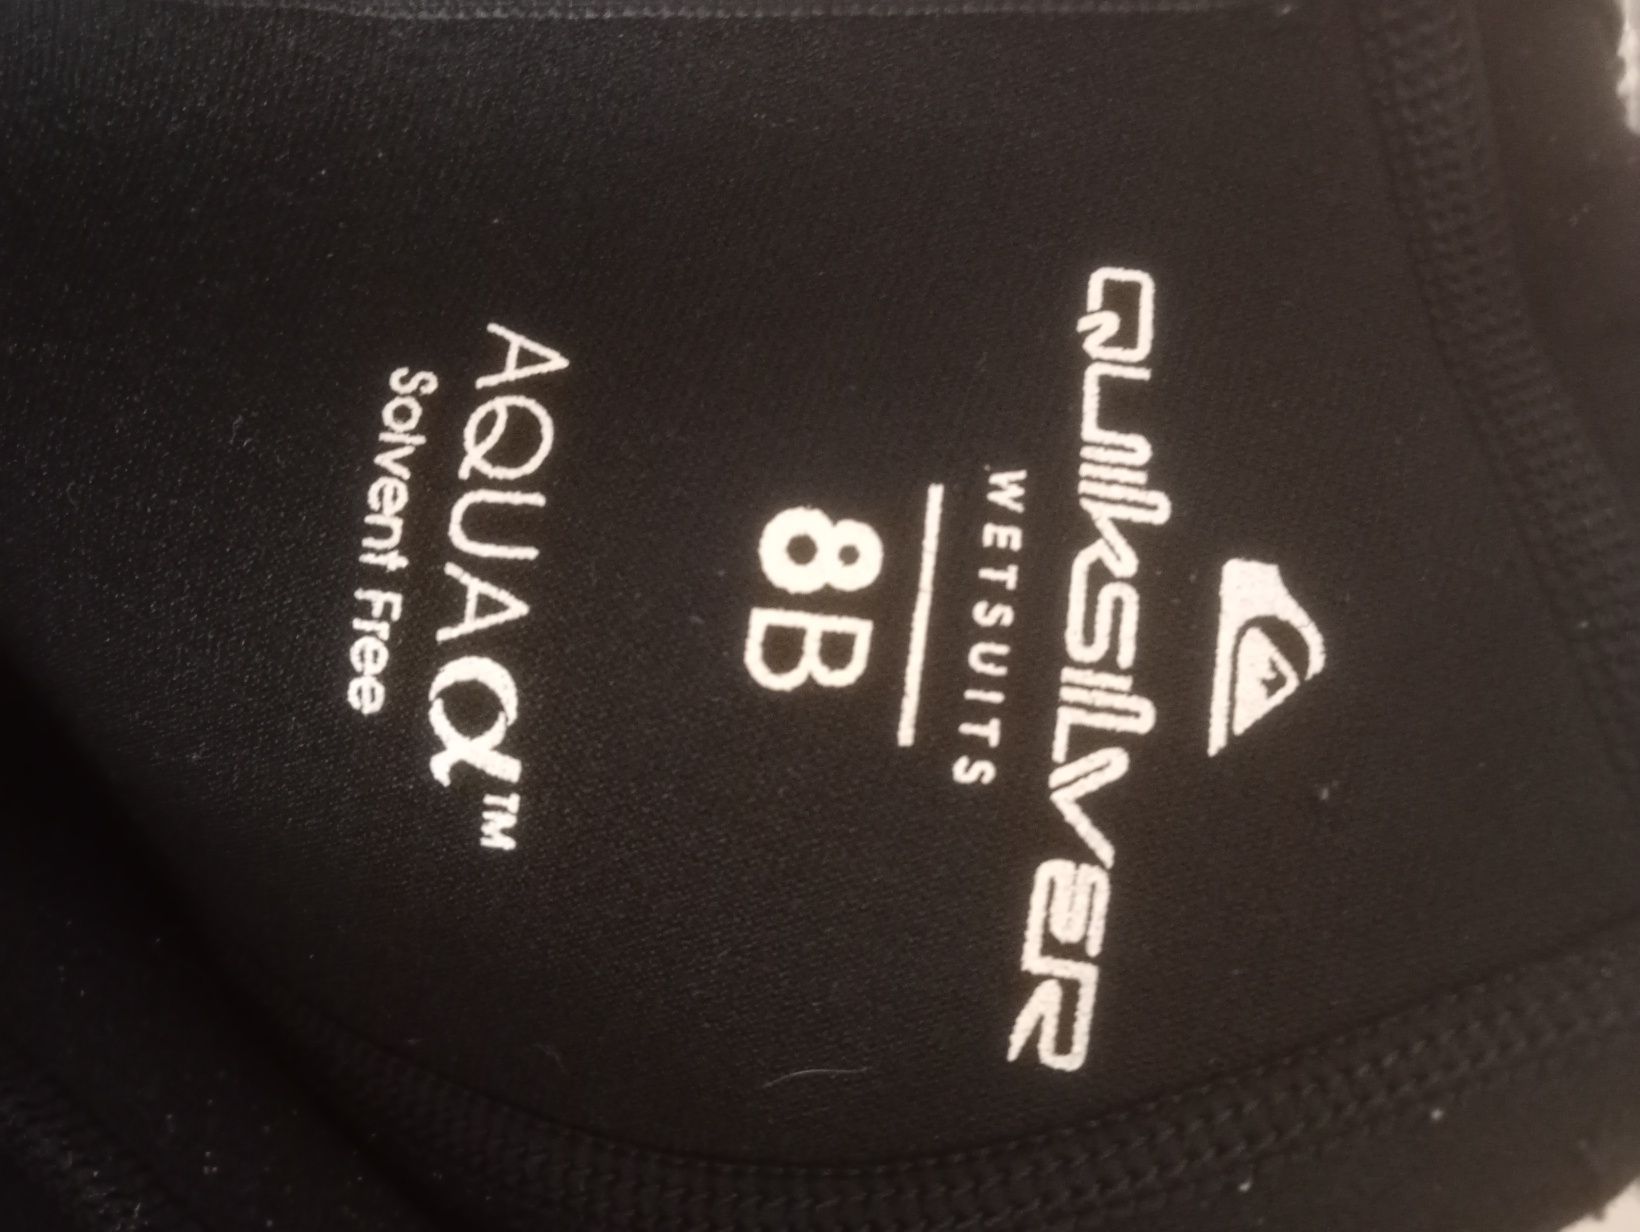 QUIKSILVER
WETSUITS
8B
AQUAα™
Solvent Free